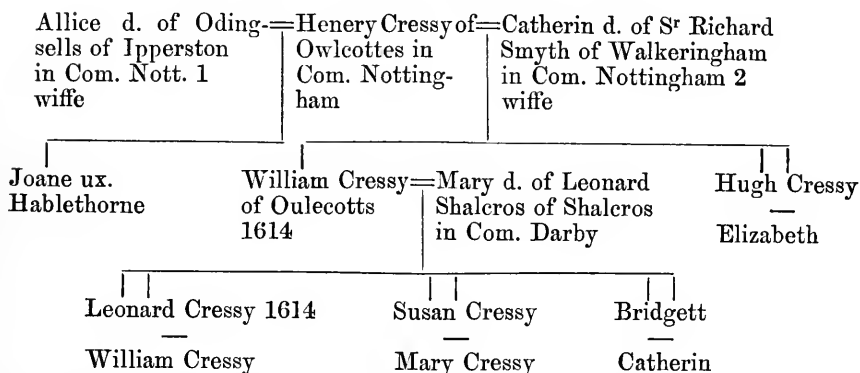 Allice d. of Oding-=Henery Cressy of=Catherin d. of Sʳ Richard
sells of Ipperston Owlcottes in Smyth of Walkeringham
in Com. Nott. 1 Com. Notting- in Com. Nottingham 2
wiffe ham wiffe
Joane ux. William Cressy=Mary d. of Leonard Hugh Cressy
Hablethorne of Oulecotts Shalcros of Shalcros —
1614 in Com. Darby Elizabeth
Leonard Cressy 1614 Susan Cressy Bridgett
— — —
William Cressy Mary Cressy Catherin